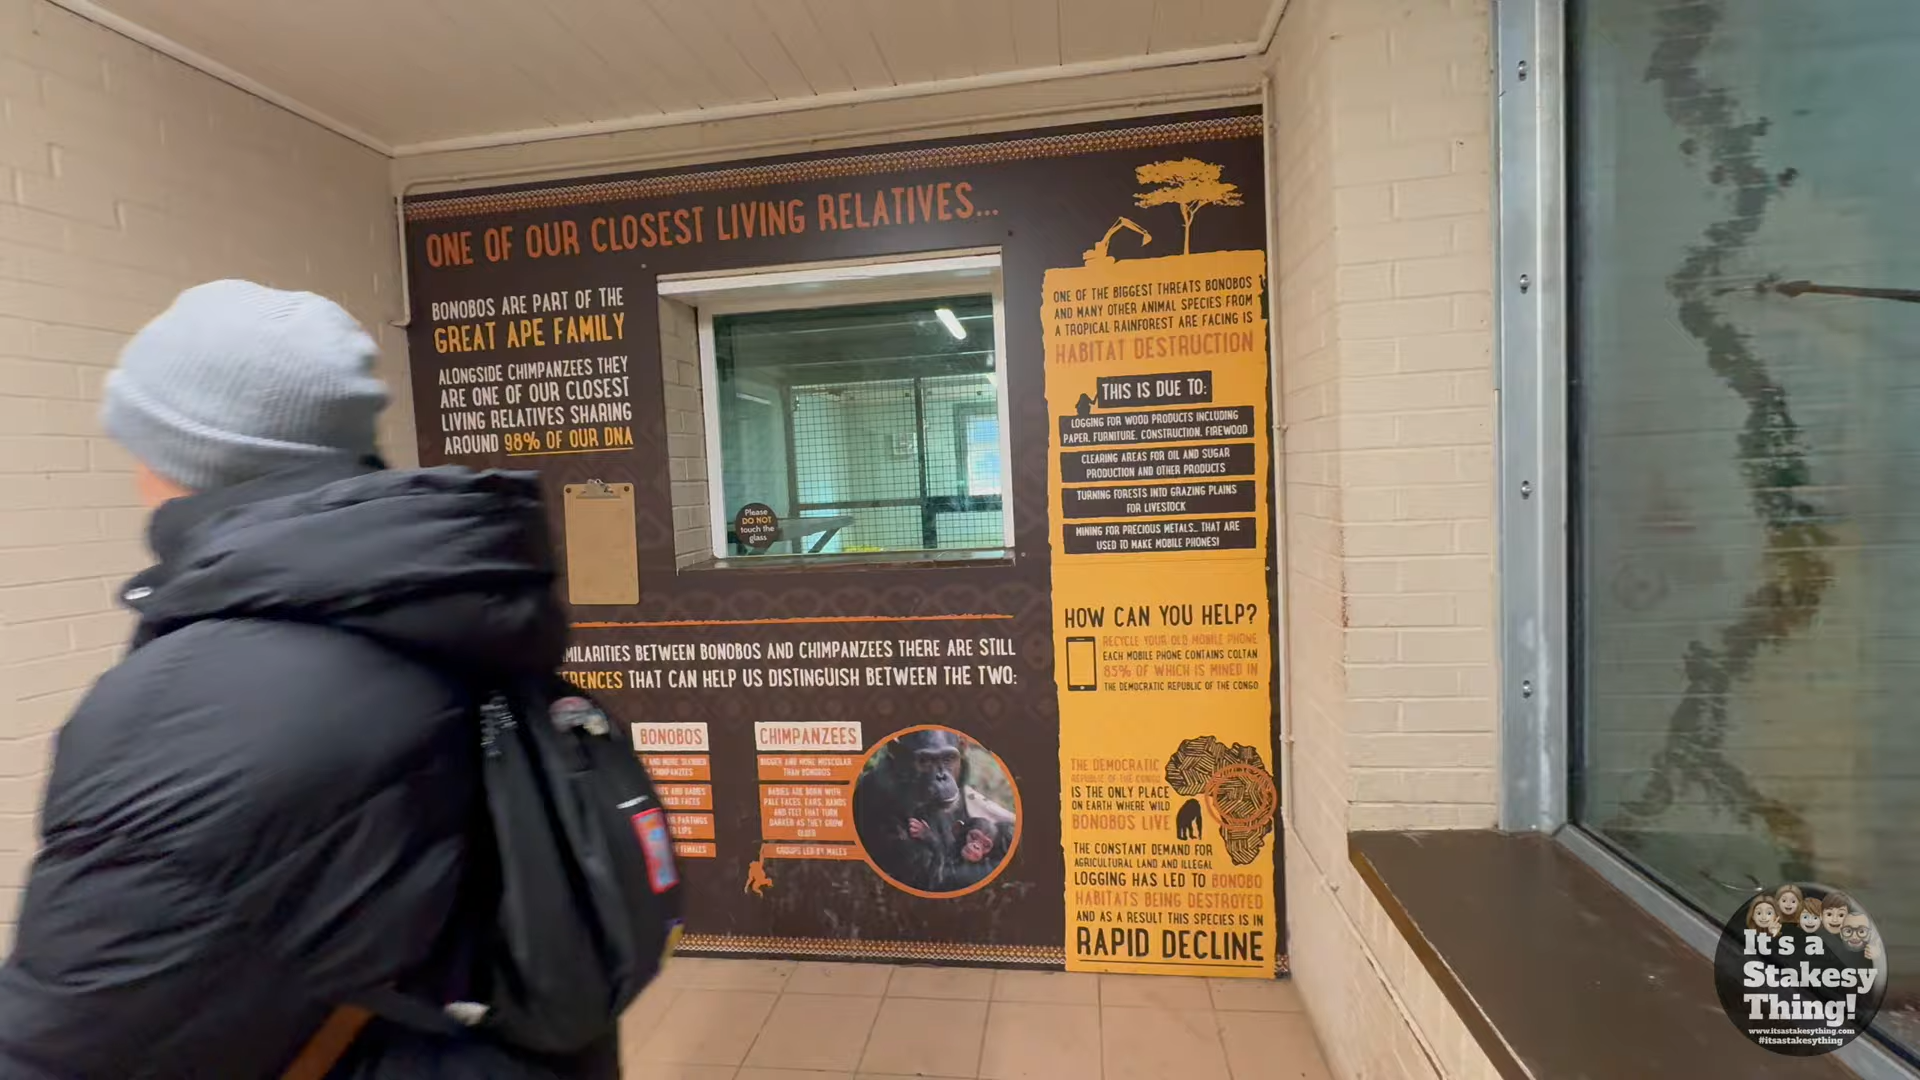 ONE OF OUR CLOSEST LIVING RELATIVES...
BONOBOS ARE PART OF THE
GREAT APE FAMILY
ALONGSIDE CHIMPANZEES THEY
ARE ONE OF OUR CLOSEST
LIVING RELATIVES SHARING
AROUND 98% OF OUR DNA
Please
DO NOT
touch the
glass
MILARITIES BETWEEN BONOBOS AND CHIMPANZEES THERE ARE STILL
ERENCES THAT CAN HELP US DISTINGUISH BETWEEN THE TWO:
BONOBOS
AND MORE SLENDER
CHIMPANZEES
AND BABIES
FACES
LIPS
FEMALES
CHIMPANZEES
BIGGER AND MORE MUSCULAR
THAN BONOBOS
BABIES ARE BORN WITH
PALE FACES, EARS, HANDS
AND FEET THAT TURN
DARKER AS THEY GROW
OLDER
GROUPS LED BY MALES
ONE OF THE BIGGEST THREATS BONOBOS
AND MANY OTHER ANIMAL SPECIES FROM
A TROPICAL RAINFOREST ARE FACING IS
HABITAT DESTRUCTION
THIS IS DUE TO:
LOGGING FOR WOOD PRODUCTS INCLUDING
PAPER, FURNITURE, CONSTRUCTION, FIREWOOD
CLEARING AREAS FOR OIL AND SUGAR
PRODUCTION AND OTHER PRODUCTS
TURNING FORESTS INTO GRAZING PLAINS
FOR LIVESTOCK
MINING FOR PRECIOUS METALS.. THAT ARE
USED TO MAKE MOBILE PHONES!
HOW CAN YOU HELP?
RECYCLE YOUR OLD MOBILE PHONE
EACH MOBILE PHONE CONTAINS COLTAN
85% OF WHICH IS MINED IN
THE DEMOCRATIC REPUBLIC OF THE CONGO
THE DEMOCRATIC
REPUBLIC OF THE CONGO
IS THE ONLY PLACE
ON EARTH WHERE WILD
BONOBOS LIVE
THE CONSTANT DEMAND FOR
AGRICULTURAL LAND AND ILLEGAL
LOGGING HAS LED TO BONOBO
HABITATS BEING DESTROYED
AND AS A RESULT THIS SPECIES IS IN
RAPID DECLINE
It's a
Stakesy
Thing!
www.itsastakesything.com
#itsastakesything